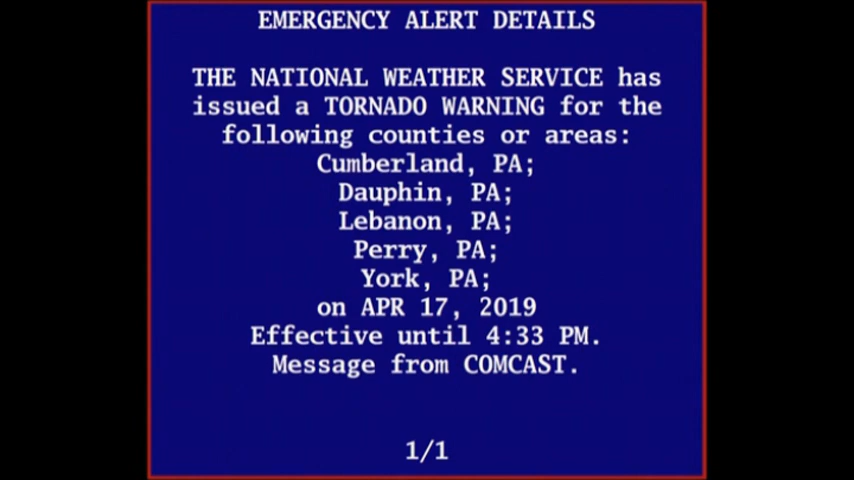 EMERGENCY ALERT DETAILS
THE NATIONAL WEATHER SERVICE has
issued a TORNADO WARNING for the
following counties or areas:
Cumberland, PA;
Dauphin, PA;
Lebanon, PA;
Perry, PA;
York, PA;
on APR 17, 2019
Effective until 4:33 PM.
Message from COMCAST.
1/1